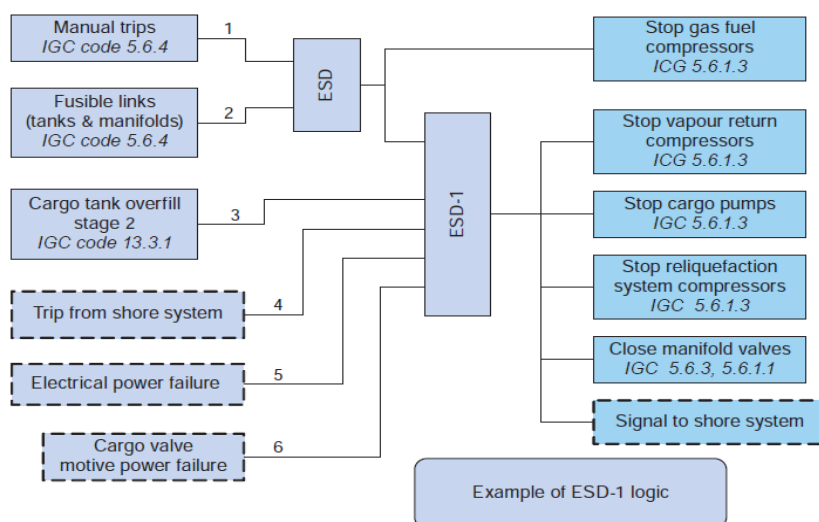 Manual trips
IGC code 5.6.4
1
Fusible links
(tanks & manifolds)
IGC code 5.6.4
2
Cargo tank overfill
stage 2
IGC code 13.3.1
3
Trip from shore system
4
Electrical power failure
5
Cargo valve
motive power failure
6
ESD
ESD-1
Stop gas fuel
compressors
ICG 5.6.1.3
Stop vapour return
compressors
ICG 5.6.1.3
Stop cargo pumps
IGC 5.6.1.3
Stop reliquefaction
system compressors
IGC 5.6.1.3
Close manifold valves
IGC 5.6.3, 5.6.1.1
Signal to shore system
Example of ESD-1 logic